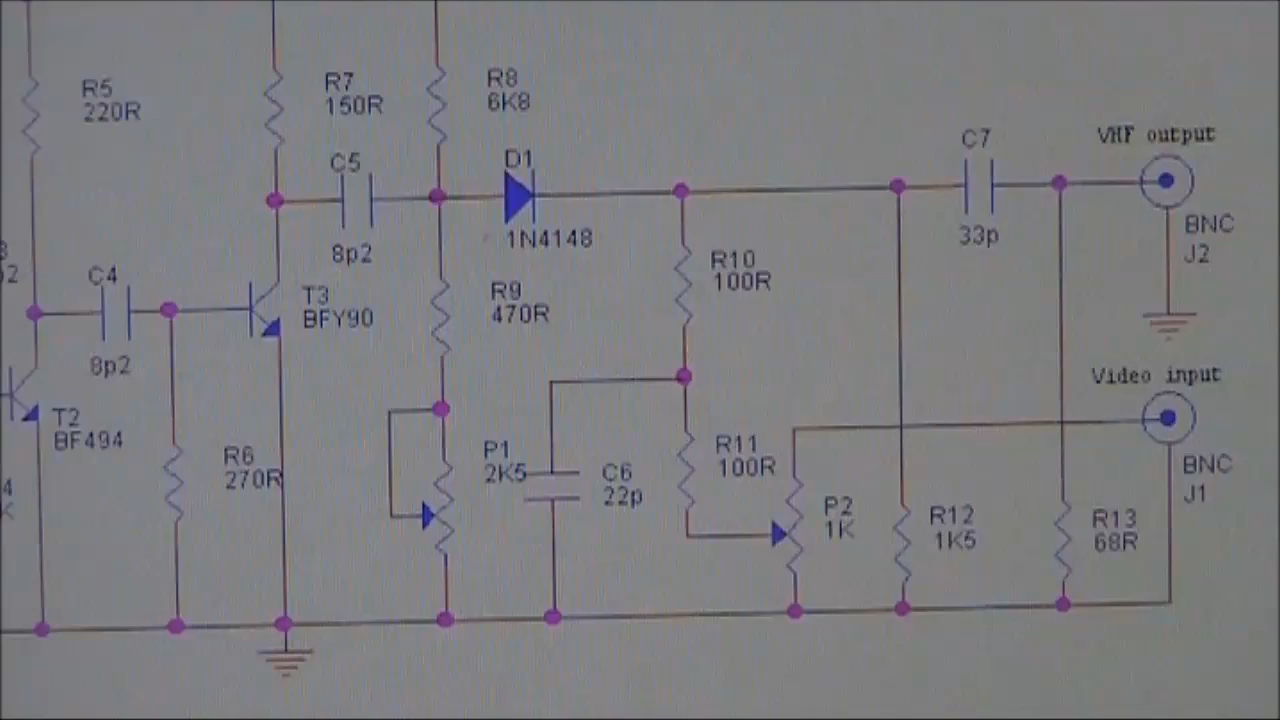 R5
220R
R7
150R
R8
6K8
C5
8p2
D1
1N4148
C7
33p
VHF output
BNC
J2
C4
8p2
T3
BFY90
R9
470R
R10
100R
T2
BF494
R6
270R
P1
2K5
C6
22p
R11
100R
P2
1K
R12
1K5
R13
68R
Video input
BNC
J1